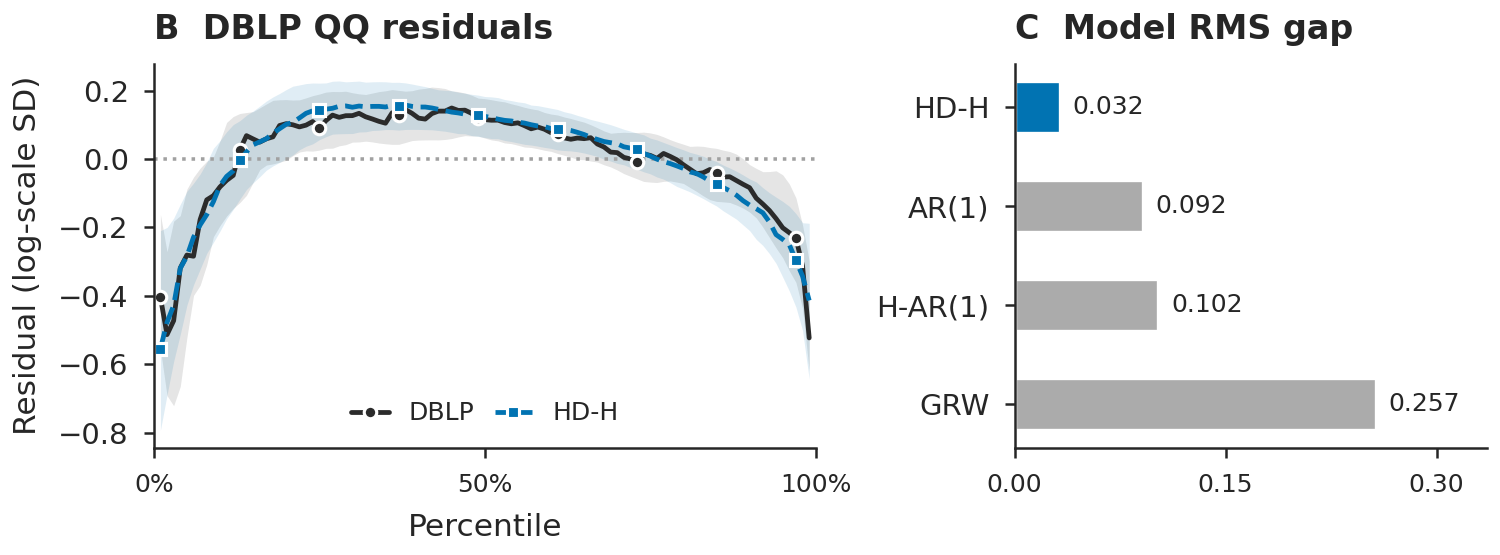 B DBLP QQ residuals
Residual (log-scale SD)
0.2
0.0
−0.2
−0.4
−0.6
−0.8
DBLP
HD-H
0%
50%
100%
Percentile
C Model RMS gap
HD-H
0.032
AR(1)
0.092
H-AR(1)
0.102
GRW
0.257
0.00
0.15
0.30